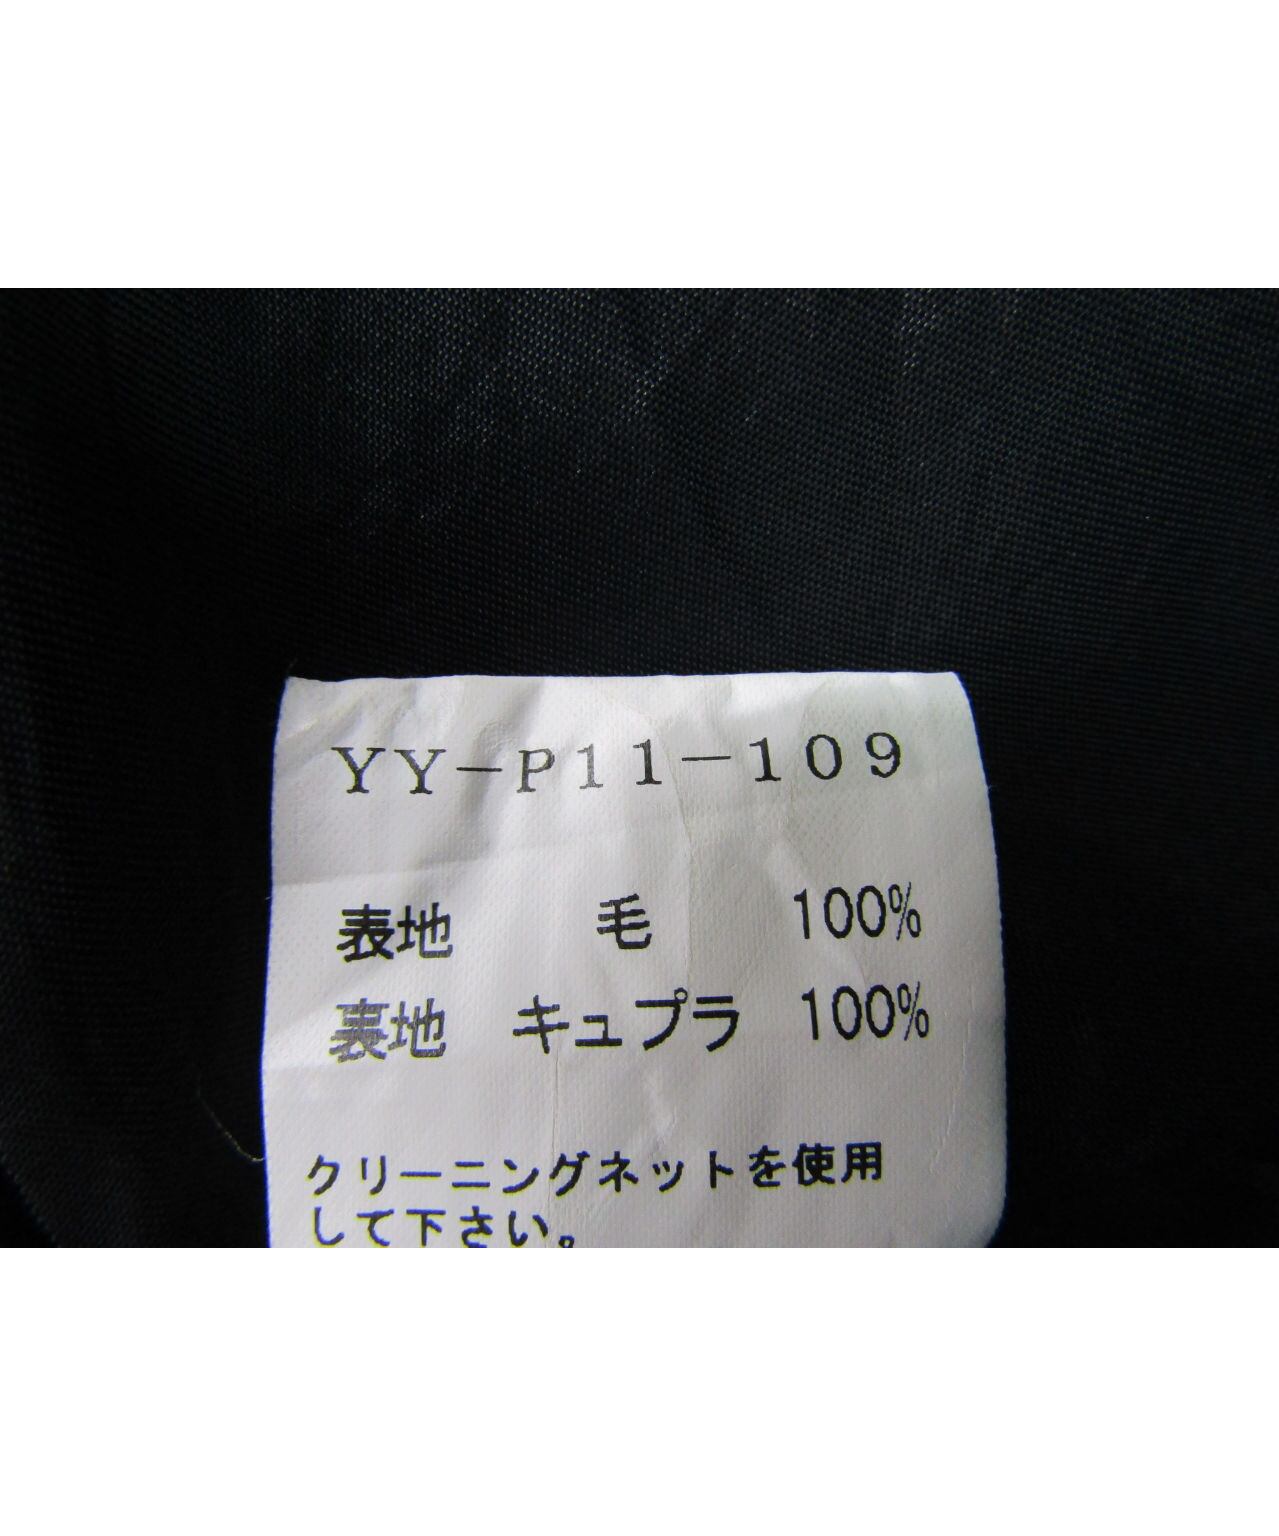 YY-P11-109
表地 毛 100%
裏地 キュプラ 100%
クリーニングネットを使用
して下さい。